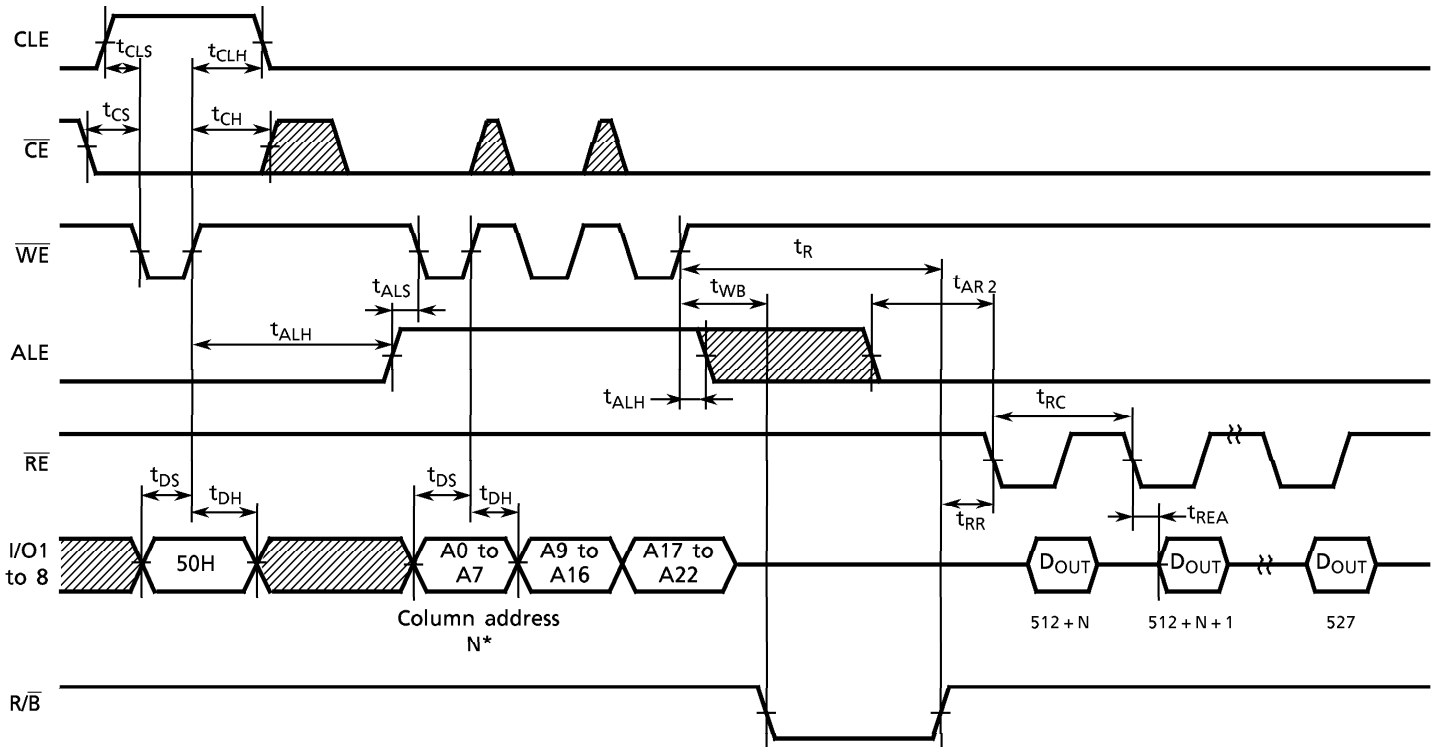 CLE
tCLS
tCLH
tCS
tCH
CE
WE
tR
tALS
tWB
tAR2
tALH
ALE
tALH
tRC
RE
tDS
tDH
tDS
tDH
tRR
tREA
I/O1
to 8
50H
A0 to
A7
A9 to
A16
A17 to
A22
DOUT
DOUT
DOUT
Column address
N*
512 + N
512 + N + 1
527
R/B